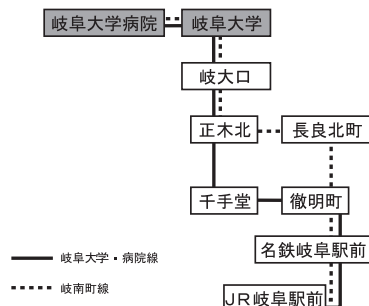 岐阜大学病院 岐阜大学
岐大口
正木北 長良北町
千手堂 徹明町
名鉄岐阜駅前
岐阜大学・病院線
岐南町線
JR岐阜駅前